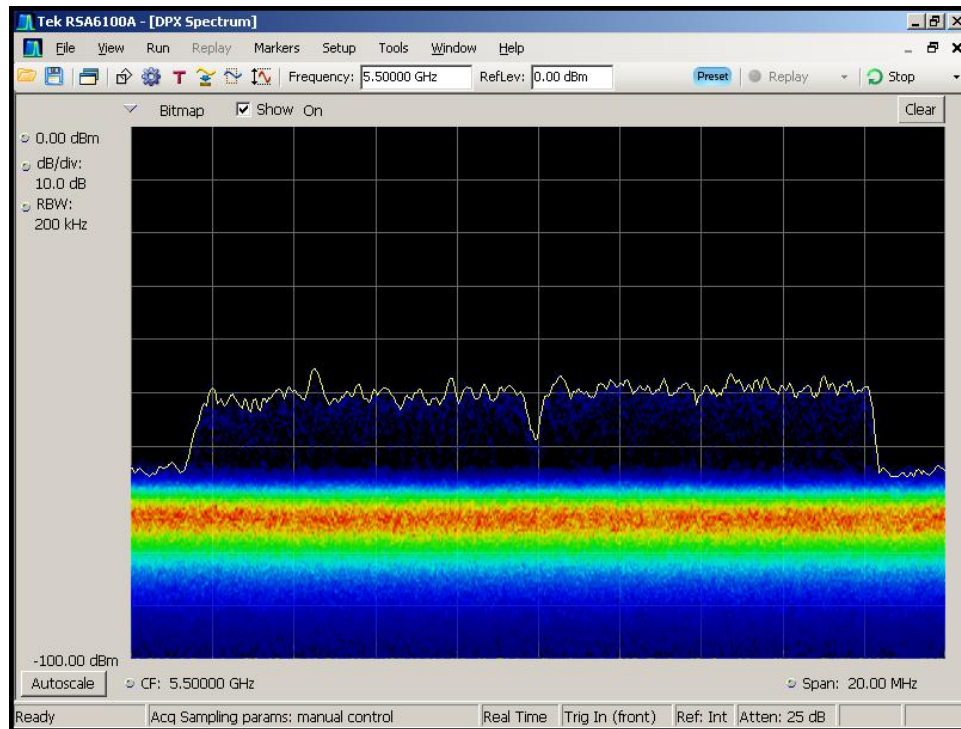 Tek RSA6100A - [DPX Spectrum]
File View Run Replay Markers Setup Tools Window Help
T Frequency: 5.50000 GHz RefLev: 0.00 dBm Preset Replay Stop
Bitmap Show On Clear
0.00 dBm
dB/div:
10.0 dB
RBW:
200 kHz
-100.00 dBm
Autoscale CF: 5.50000 GHz Span: 20.00 MHz
Ready Acq Sampling params: manual control Real Time Trig In (front) Ref: Int Atten: 25 dB